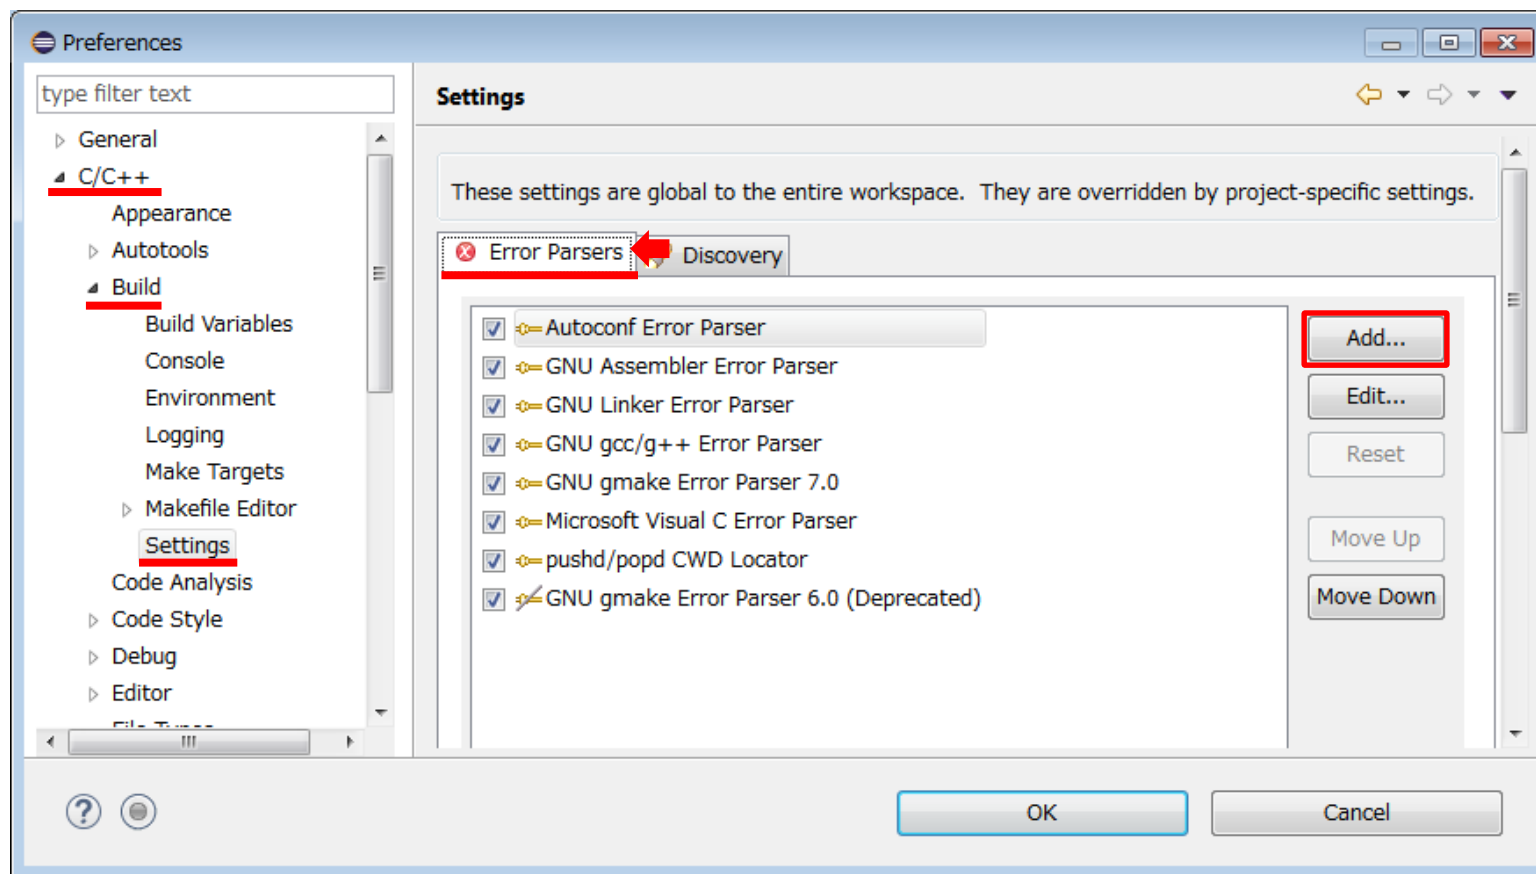 Preferences
type filter text
General
C/C++
Appearance
Autotools
Build
Build Variables
Console
Environment
Logging
Make Targets
Makefile Editor
Settings
Code Analysis
Code Style
Debug
Editor
File Types
Settings
These settings are global to the entire workspace.  They are overridden by project-specific settings.
Error Parsers
Discovery
Autoconf Error Parser
GNU Assembler Error Parser
GNU Linker Error Parser
GNU gcc/g++ Error Parser
GNU gmake Error Parser 7.0
Microsoft Visual C Error Parser
pushd/popd CWD Locator
GNU gmake Error Parser 6.0 (Deprecated)
Add...
Edit...
Reset
Move Up
Move Down
OK
Cancel